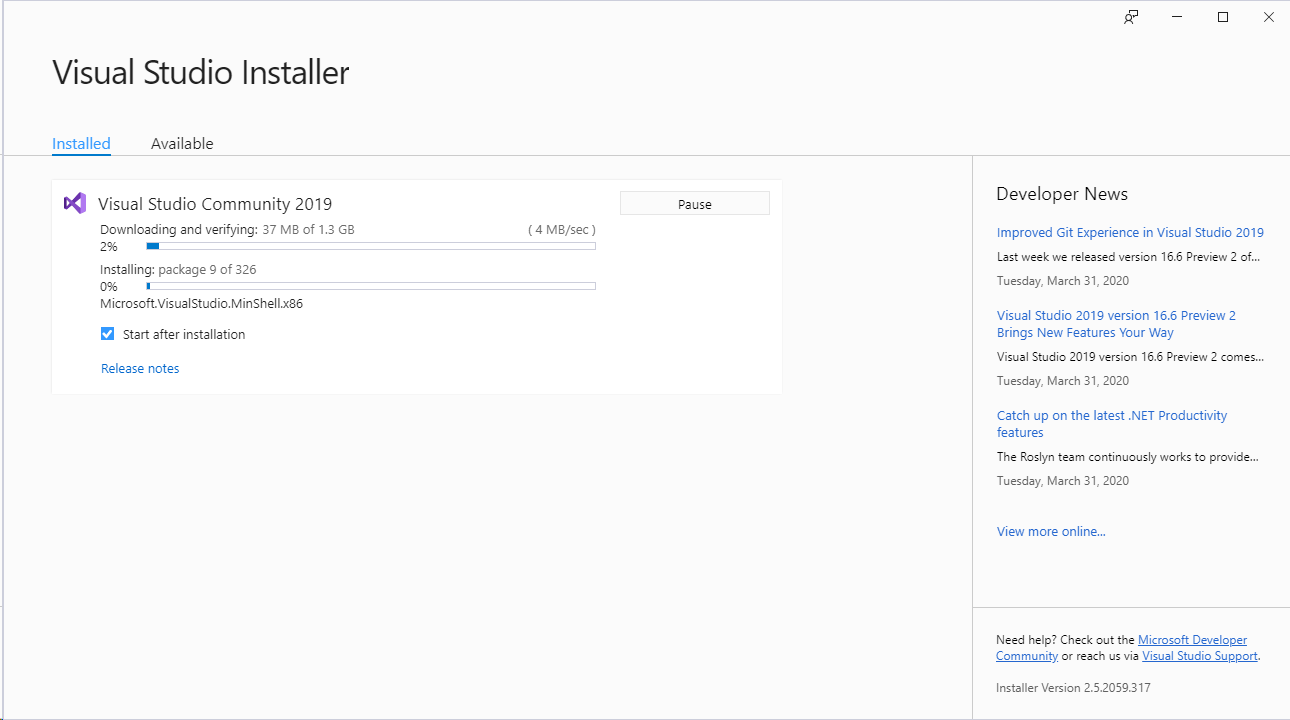 Visual Studio Installer
Installed
Available
Visual Studio Community 2019
Pause
Downloading and verifying: 37 MB of 1.3 GB
( 4 MB/sec )
2%
Installing: package 9 of 326
0%
Microsoft.VisualStudio.MinShell.x86
Start after installation
Release notes
Developer News
Improved Git Experience in Visual Studio 2019
Last week we released version 16.6 Preview 2 of...
Tuesday, March 31, 2020
Visual Studio 2019 version 16.6 Preview 2
Brings New Features Your Way
Visual Studio 2019 version 16.6 Preview 2 comes...
Tuesday, March 31, 2020
Catch up on the latest .NET Productivity
features
The Roslyn team continuously works to provide...
Tuesday, March 31, 2020
View more online...
Need help? Check out the Microsoft Developer
Community or reach us via Visual Studio Support.
Installer Version 2.5.2059.317